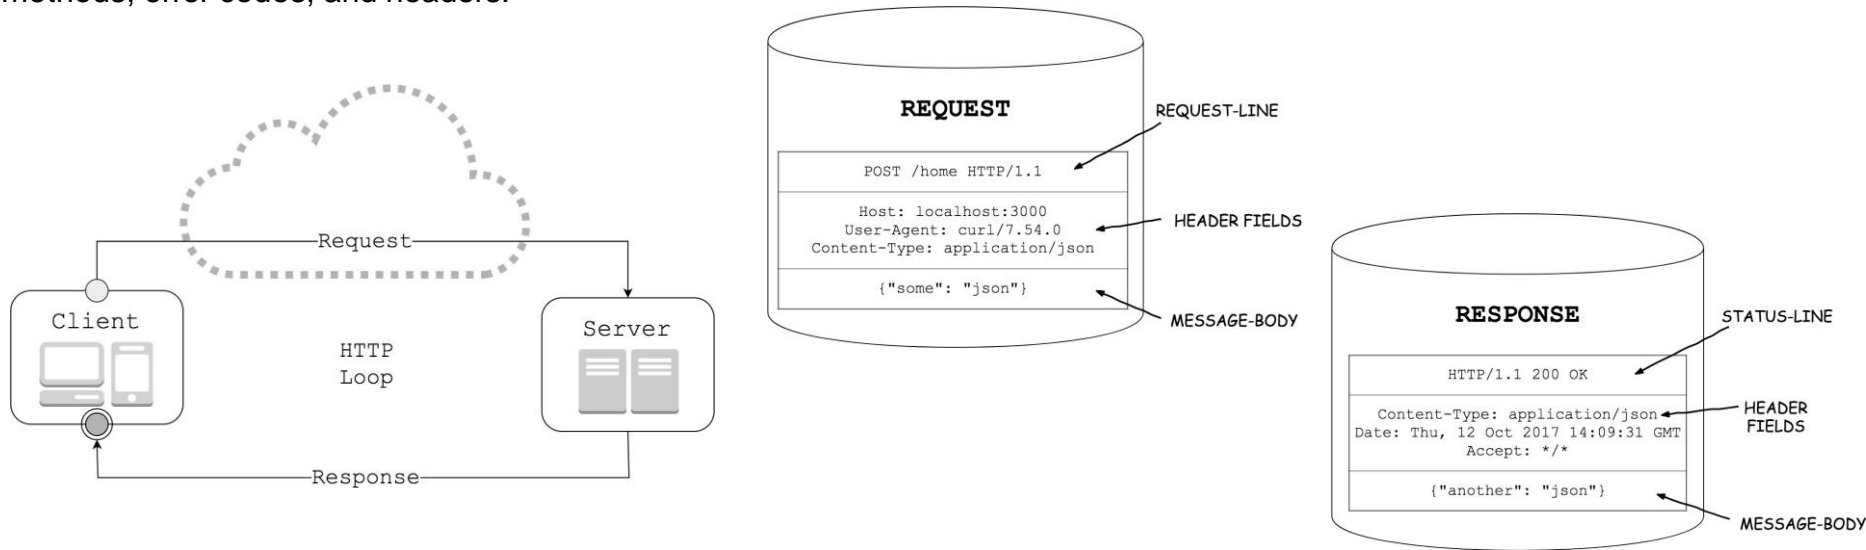 methods, error codes, and headers.
Request
Client
Server
HTTP
Loop
Response
REQUEST
REQUEST-LINE
POST /home HTTP/1.1
Host: localhost:3000
User-Agent: curl/7.54.0
Content-Type: application/json
HEADER FIELDS
{"some": "json"}
MESSAGE-BODY
RESPONSE
STATUS-LINE
HTTP/1.1 200 OK
Content-Type: application/json
Date: Thu, 12 Oct 2017 14:09:31 GMT
Accept: */*
HEADER
FIELDS
{"another": "json"}
MESSAGE-BODY